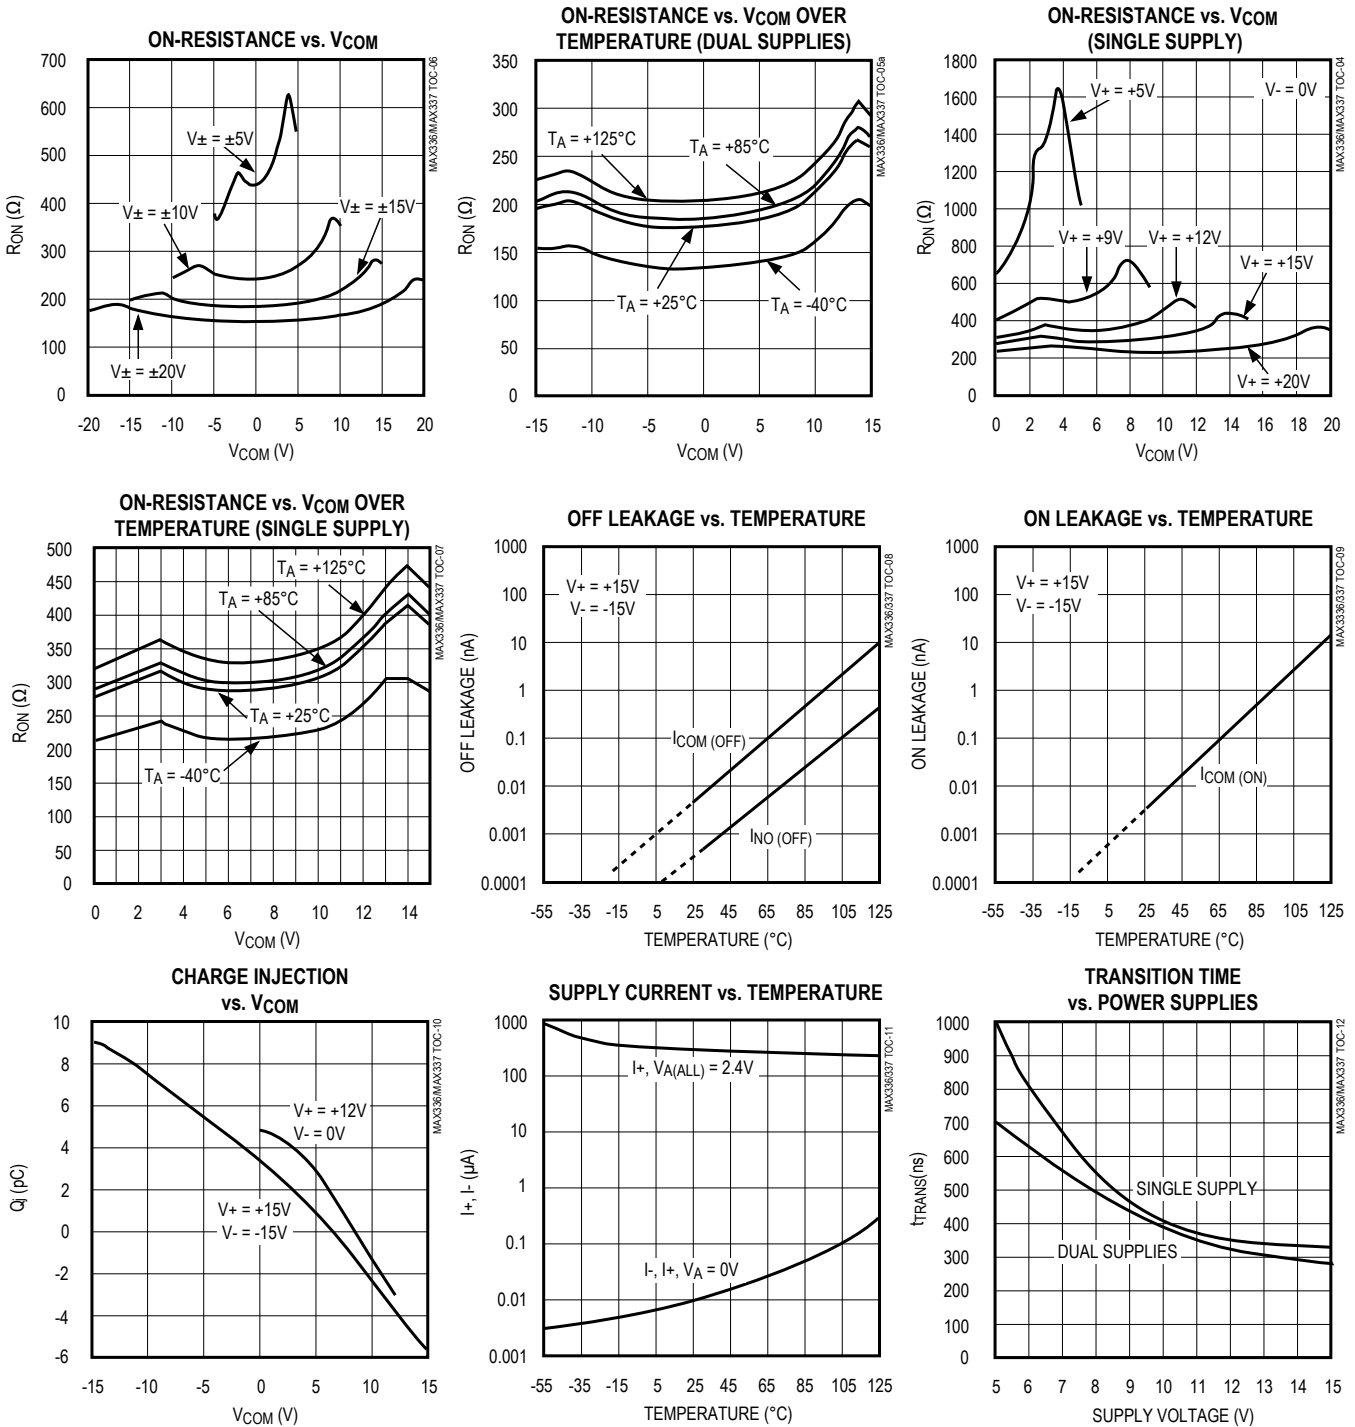 ON-RESISTANCE vs. VCOM
MAX336/MAX337 TOC-06
700
600
500
400
300
200
100
0
RON (Ω)
V± = ±5V
V± = ±10V
V± = ±15V
V± = ±20V
-20 -15 -10 -5 0 5 10 15 20
VCOM (V)
ON-RESISTANCE vs. VCOM OVER
TEMPERATURE (DUAL SUPPLIES)
MAX336/MAX337 TOC-05a
350
300
250
200
150
100
50
0
RON (Ω)
TA = +125°C
TA = +85°C
TA = +25°C
TA = -40°C
-15 -10 -5 0 5 10 15
VCOM (V)
ON-RESISTANCE vs. VCOM
(SINGLE SUPPLY)
MAX336/MAX337 TOC-04
1800
1600
1400
1200
1000
800
600
400
200
0
RON (Ω)
V+ = +5V
V- = 0V
V+ = +9V
V+ = +12V
V+ = +15V
V+ = +20V
0 2 4 6 8 10 12 14 16 18 20
VCOM (V)
ON-RESISTANCE vs. VCOM OVER
TEMPERATURE (SINGLE SUPPLY)
MAX336/MAX337 TOC-07
500
450
400
350
300
250
200
150
100
50
0
RON (Ω)
TA = +125°C
TA = +85°C
TA = +25°C
TA = -40°C
0 2 4 6 8 10 12 14
VCOM (V)
OFF LEAKAGE vs. TEMPERATURE
MAX3336/337 TOC-08
1000
100
10
1
0.1
0.01
0.001
0.0001
OFF LEAKAGE (nA)
V+ = +15V
V- = -15V
ICOM (OFF)
INO (OFF)
-55 -35 -15 5 25 45 65 85 105 125
TEMPERATURE (°C)
ON LEAKAGE vs. TEMPERATURE
MAX3336/337 TOC-09
1000
100
10
1
0.1
0.01
0.001
0.0001
ON LEAKAGE (nA)
V+ = +15V
V- = -15V
ICOM (ON)
-55 -35 -15 5 25 45 65 85 105 125
TEMPERATURE (°C)
CHARGE INJECTION
vs. VCOM
MAX336/MAX337 TOC-10
10
8
6
4
2
0
-2
-4
-6
Qj (pC)
V+ = +12V
V- = 0V
V+ = +15V
V- = -15V
-15 -10 -5 0 5 10 15
VCOM (V)
SUPPLY CURRENT vs. TEMPERATURE
MAX336/337 TOC-11
1000
100
10
1
0.1
0.01
0.001
I+, I- (µA)
I+, VA(ALL) = 2.4V
I-, I+, VA = 0V
-55 -35 -15 5 25 45 65 85 105 125
TEMPERATURE (°C)
TRANSITION TIME
vs. POWER SUPPLIES
MAX336/MAX337 TOC-12
1000
900
800
700
600
500
400
300
200
100
0
tTRANS(ns)
SINGLE SUPPLY
DUAL SUPPLIES
5 6 7 8 9 10 11 12 13 14 15
SUPPLY VOLTAGE (V)